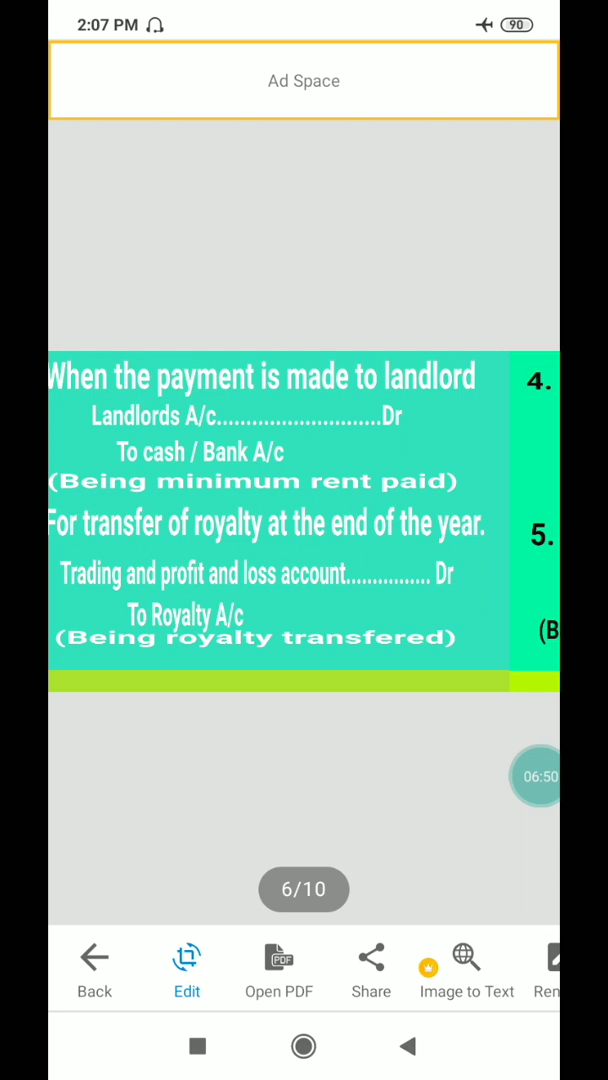 2:07 PM 90
Ad Space
When the payment is made to landlord
4.
Landlords A/c............................Dr
To cash / Bank A/c
(Being minimum rent paid)
For transfer of royalty at the end of the year.
5.
Trading and profit and loss account................ Dr
To Royalty A/c
(Being royalty transfered)
(B
06:50
6/10
PDF
Back Edit Open PDF Share Image to Text Ren